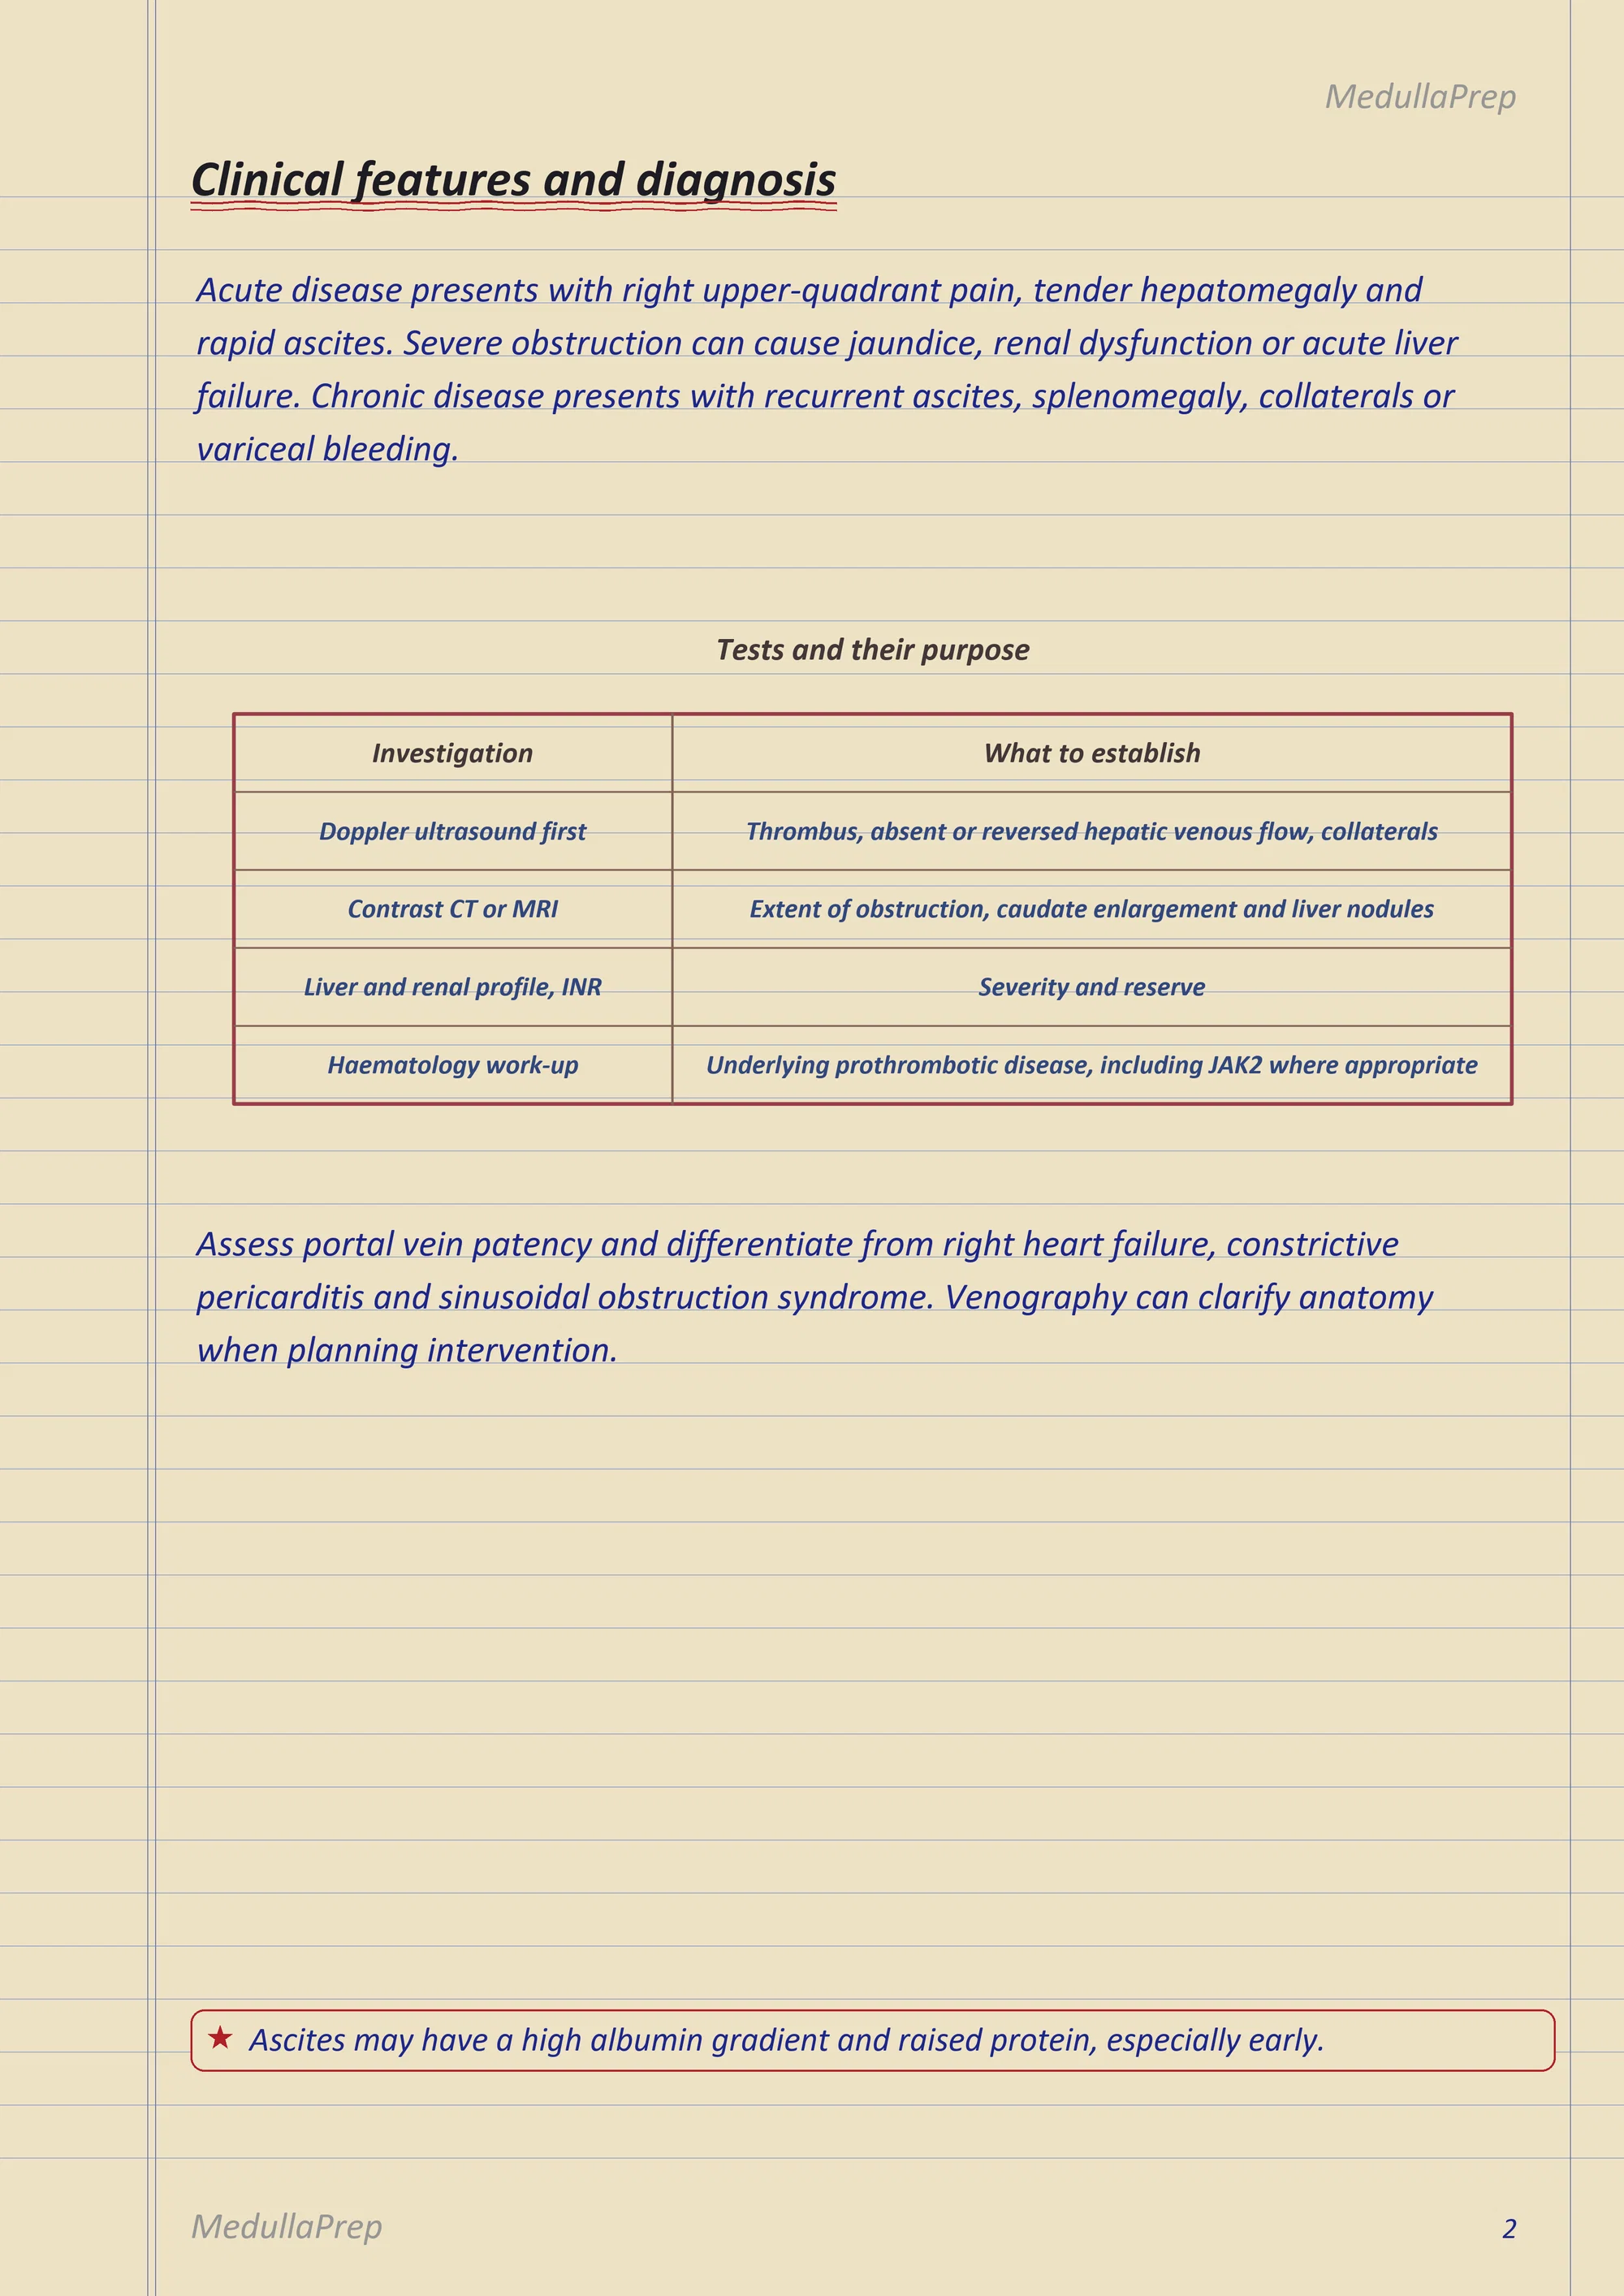 MedullaPrep
Clinical features and diagnosis
Acute disease presents with right upper-quadrant pain, tender hepatomegaly and
rapid ascites. Severe obstruction can cause jaundice, renal dysfunction or acute liver
failure. Chronic disease presents with recurrent ascites, splenomegaly, collaterals or
variceal bleeding.
Tests and their purpose
Investigation What to establish
Doppler ultrasound first Thrombus, absent or reversed hepatic venous flow, collaterals
Contrast CT or MRI Extent of obstruction, caudate enlargement and liver nodules
Liver and renal profile, INR Severity and reserve
Haematology work-up Underlying prothrombotic disease, including JAK2 where appropriate
Assess portal vein patency and differentiate from right heart failure, constrictive
pericarditis and sinusoidal obstruction syndrome. Venography can clarify anatomy
when planning intervention.
★ Ascites may have a high albumin gradient and raised protein, especially early.
MedullaPrep 2